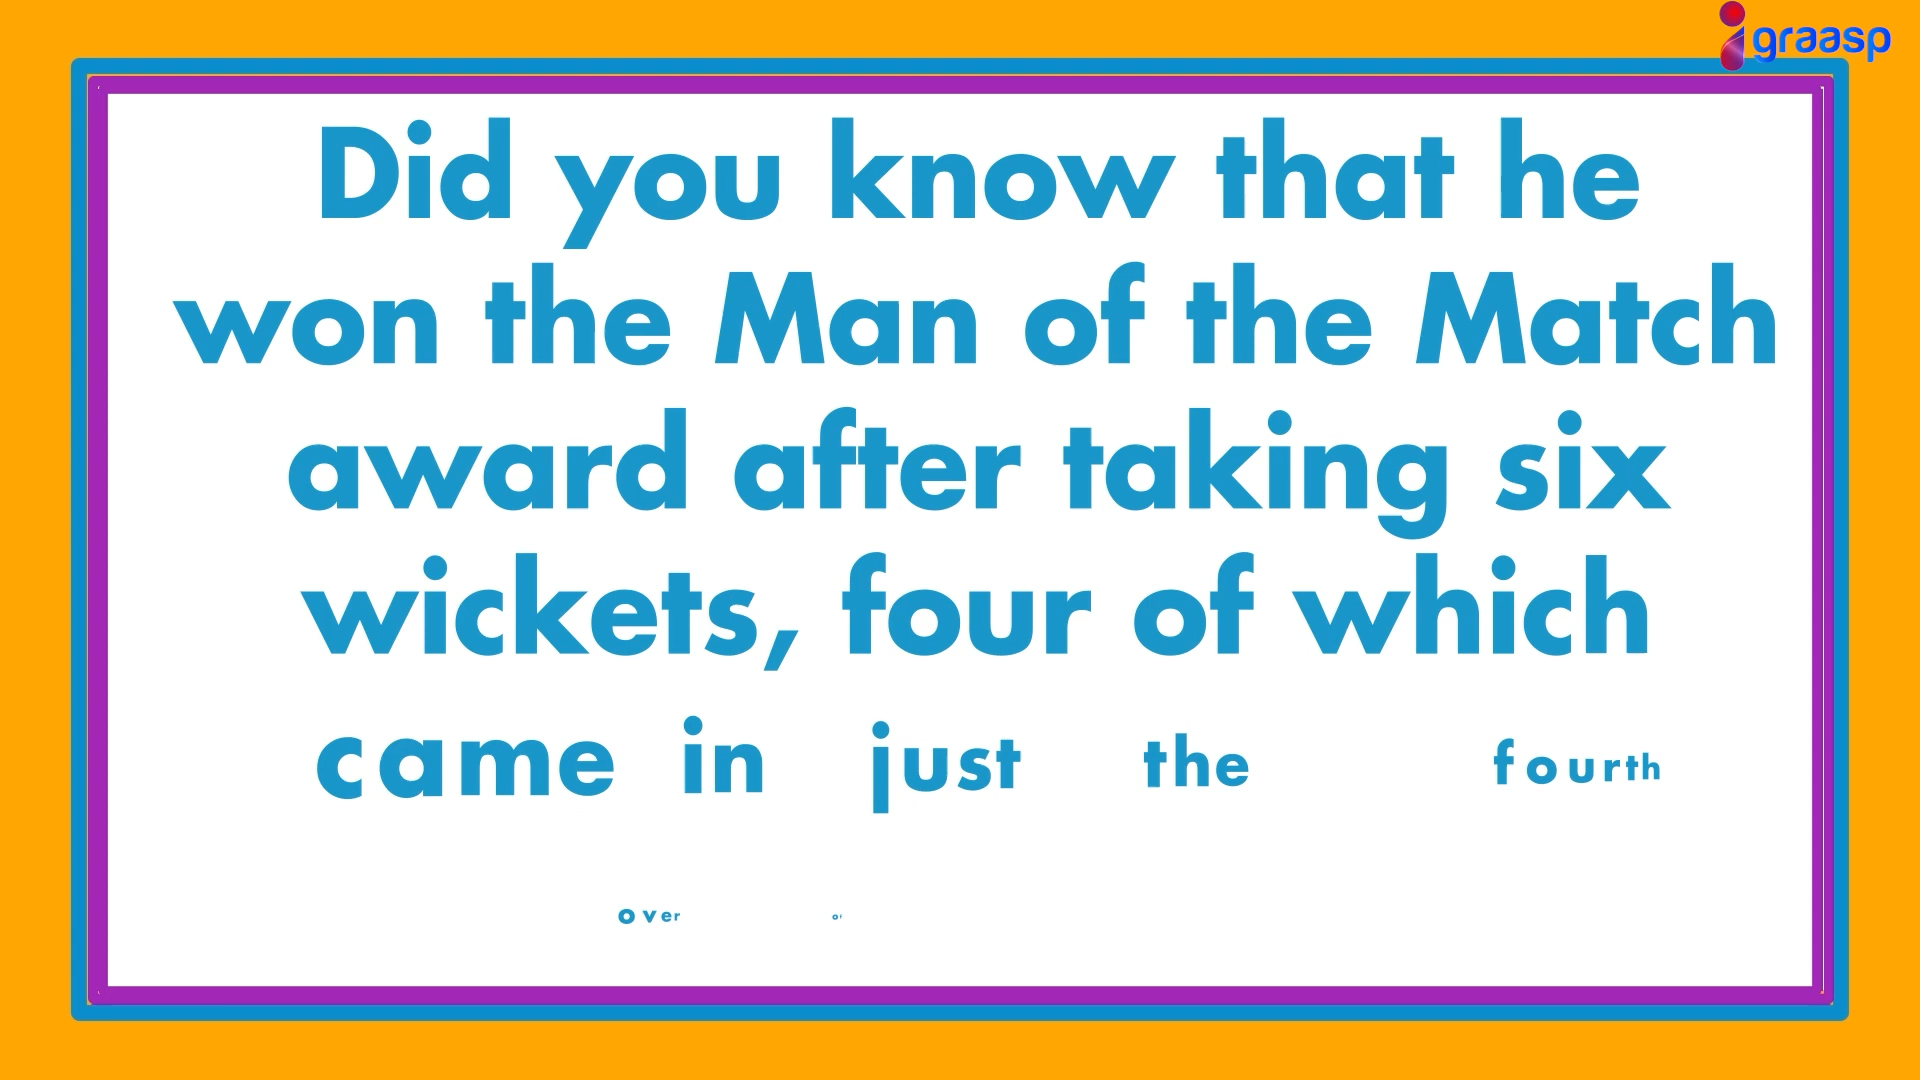 igraasp
Did you know that he
won the Man of the Match
award after taking six
wickets, four of which
came in just the fourth
over